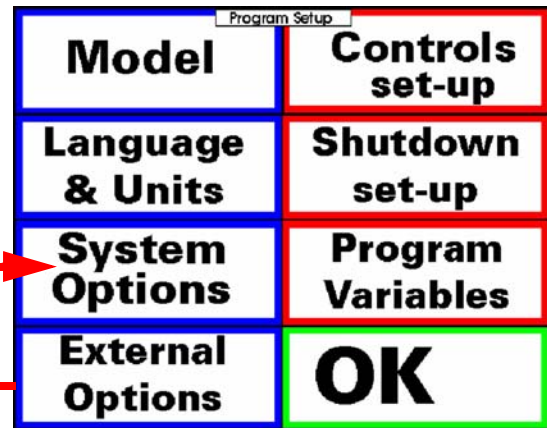 Program Setup
Model
Controls
set-up
Language
& Units
Shutdown
set-up
System
Options
Program
Variables
External
Options
OK